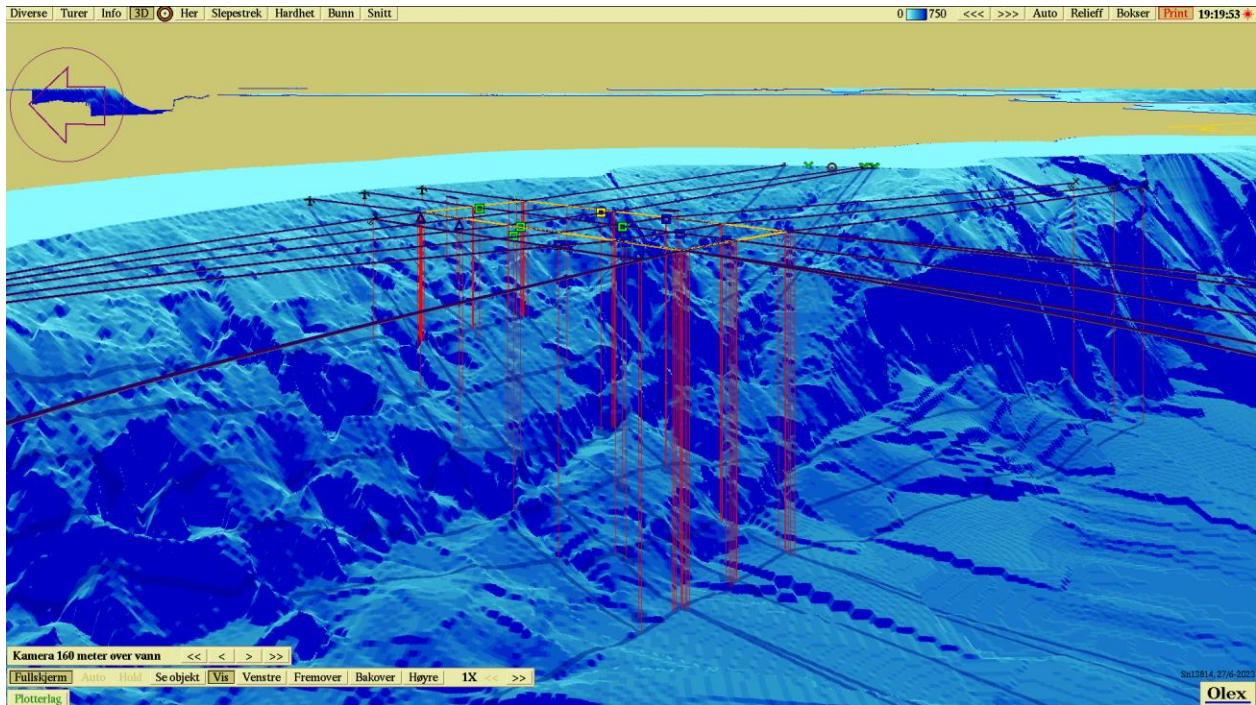 Diverse Turer Info 3D Her Slepestrek Hardhet Bunn Snitt 0 750 <<< >>> Auto Relieff Bokser Print 19:19:53
Kamera 160 meter over vann << < > >>
Fullskjerm Auto Hold Se objekt Vis Venstre Fremover Bakover Høyre 1X << >>
Sn13814, 27/6-2023
Plotterlag
Olex